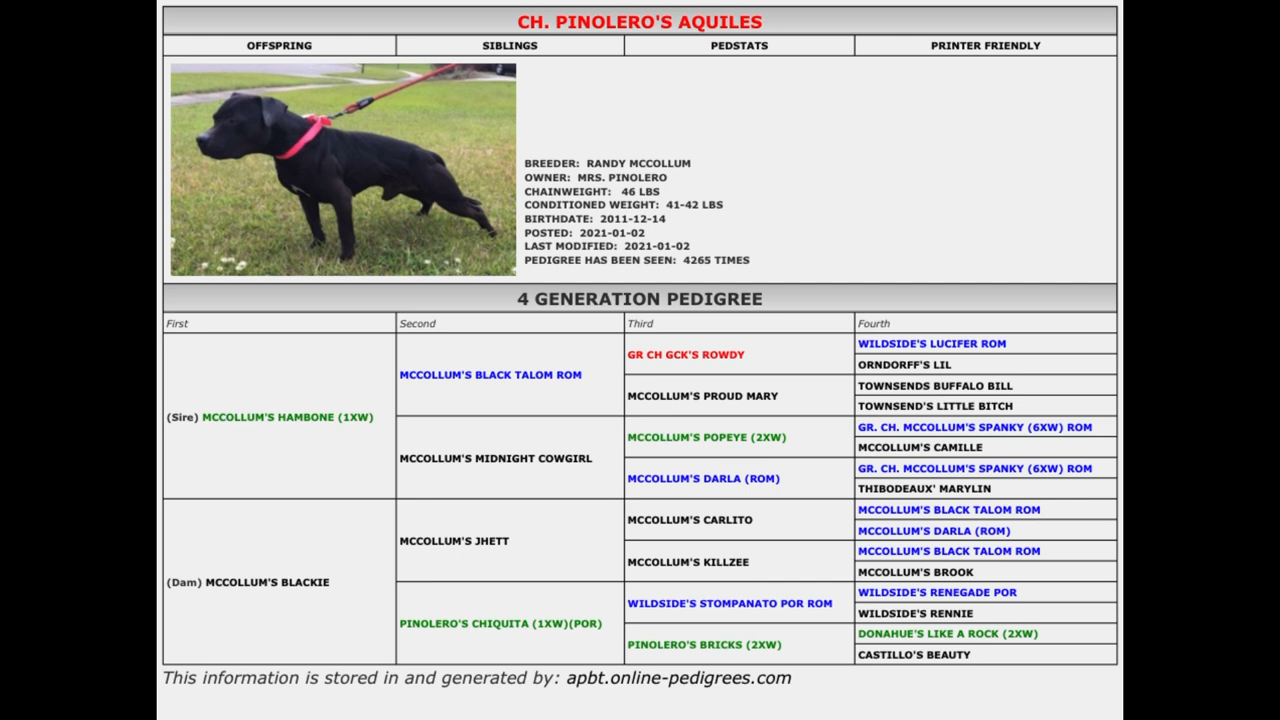 CH. PINOLERO'S AQUILES
OFFSPRING SIBLINGS PEDSTATS PRINTER FRIENDLY
BREEDER: RANDY MCCOLLUM
OWNER: MRS. PINOLERO
CHAINWEIGHT: 46 LBS
CONDITIONED WEIGHT: 41-42 LBS
BIRTHDATE: 2011-12-14
POSTED: 2021-01-02
LAST MODIFIED: 2021-01-02
PEDIGREE HAS BEEN SEEN: 4265 TIMES
4 GENERATION PEDIGREE
First Second Third Fourth
(Sire) MCCOLLUM'S HAMBONE (1XW)
(Dam) MCCOLLUM'S BLACKIE
MCCOLLUM'S BLACK TALOM ROM
MCCOLLUM'S MIDNIGHT COWGIRL
MCCOLLUM'S JHETT
PINOLERO'S CHIQUITA (1XW)(POR)
GR CH GCK'S ROWDY
MCCOLLUM'S PROUD MARY
MCCOLLUM'S POPEYE (2XW)
MCCOLLUM'S DARLA (ROM)
MCCOLLUM'S CARLITO
MCCOLLUM'S KILLZEE
WILDSIDE'S STOMPANATO POR ROM
PINOLERO'S BRICKS (2XW)
WILDSIDE'S LUCIFER ROM
ORNDORFF'S LIL
TOWNSENDS BUFFALO BILL
TOWNSEND'S LITTLE BITCH
GR. CH. MCCOLLUM'S SPANKY (6XW) ROM
MCCOLLUM'S CAMILLE
GR. CH. MCCOLLUM'S SPANKY (6XW) ROM
THIBODEAUX' MARYLIN
MCCOLLUM'S BLACK TALOM ROM
MCCOLLUM'S DARLA (ROM)
MCCOLLUM'S BLACK TALOM ROM
MCCOLLUM'S BROOK
WILDSIDE'S RENEGADE POR
WILDSIDE'S RENNIE
DONAHUE'S LIKE A ROCK (2XW)
CASTILLO'S BEAUTY
This information is stored in and generated by: apbt.online-pedigrees.com